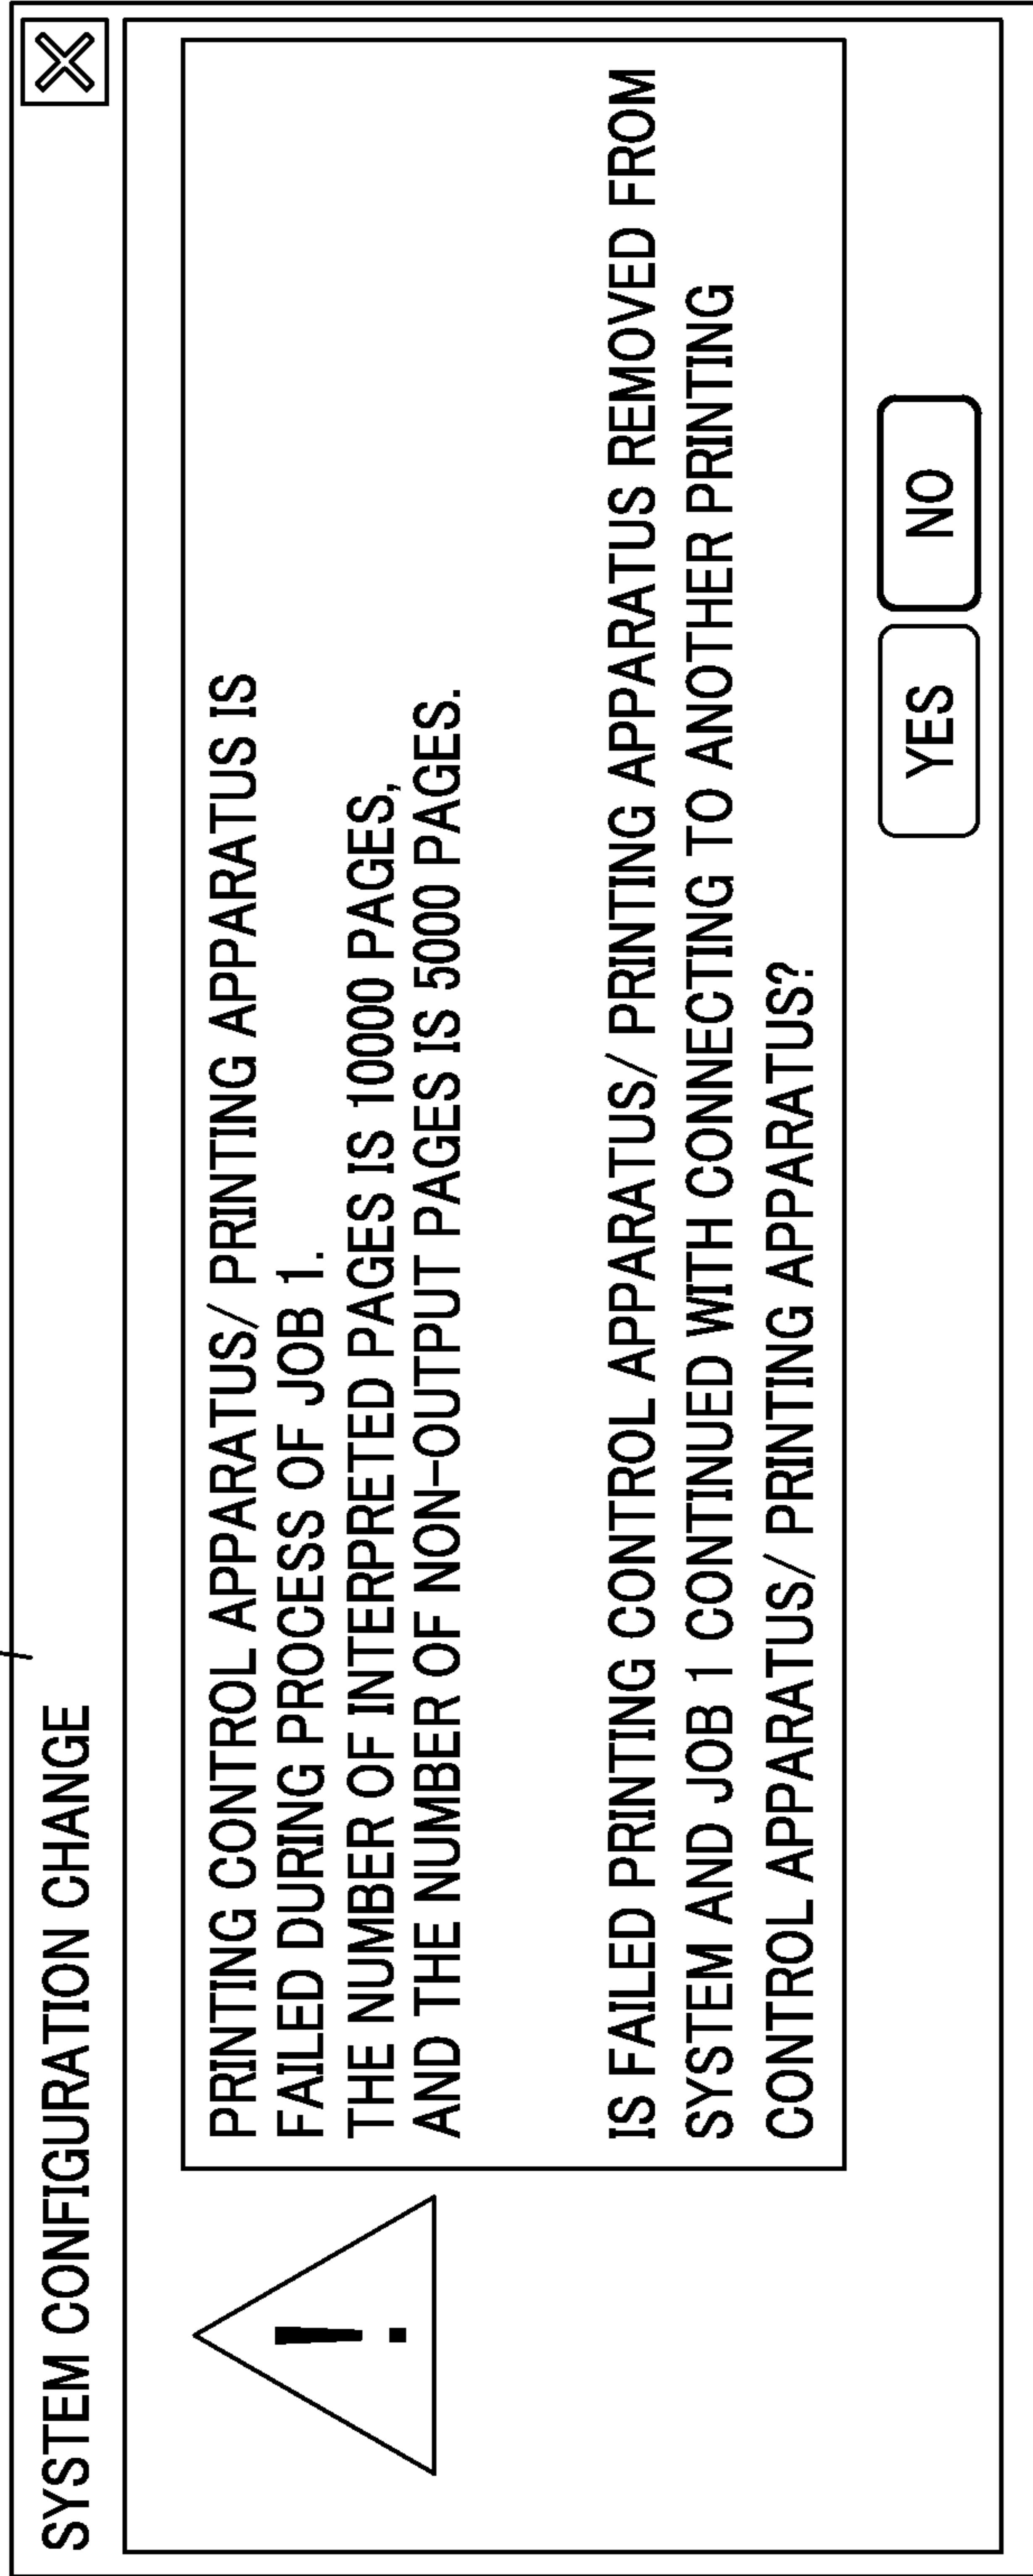 SYSTEM CONFIGURATION CHANGE
PRINTING CONTROL APPARATUS/ PRINTING APPARATUS IS
FAILED DURING PROCESS OF JOB 1.
THE NUMBER OF INTERPRETED PAGES IS 10000 PAGES,
AND THE NUMBER OF NON-OUTPUT PAGES IS 5000 PAGES.
IS FAILED PRINTING CONTROL APPARATUS/ PRINTING APPARATUS REMOVED FROM
SYSTEM AND JOB 1 CONTINUED WITH CONNECTING TO ANOTHER PRINTING
CONTROL APPARATUS/ PRINTING APPARATUS?
YES NO